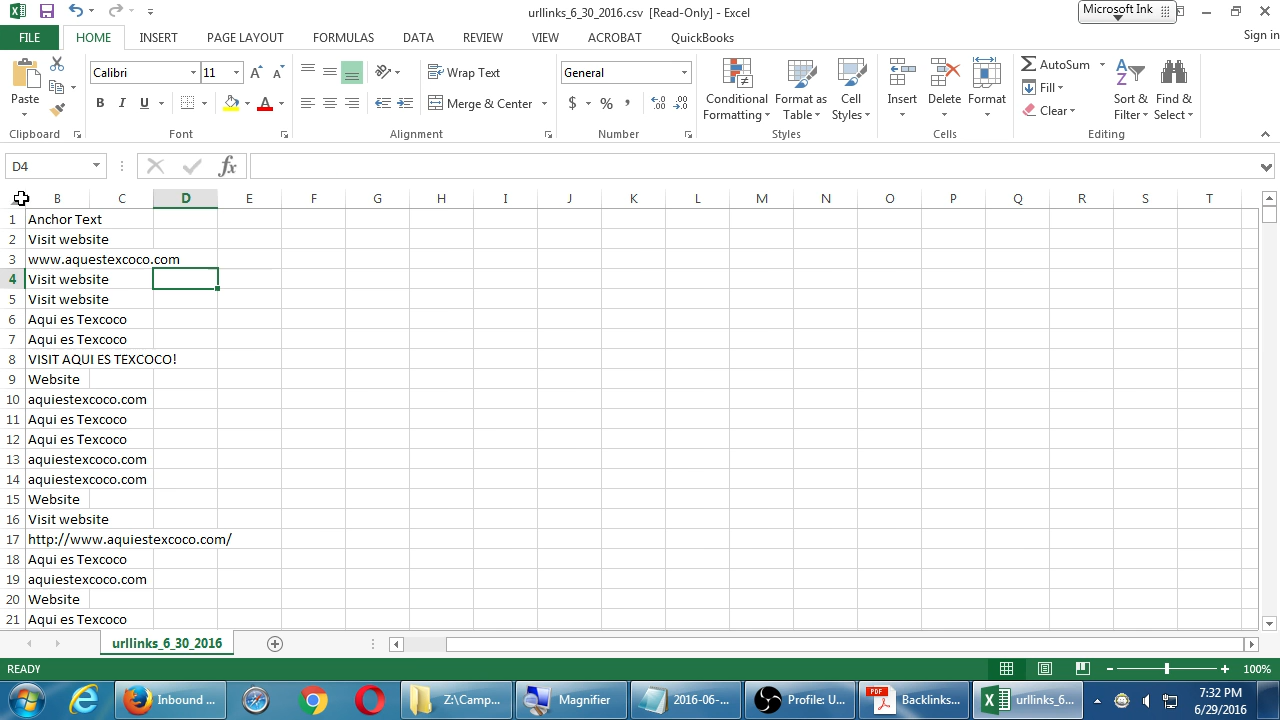 urllinks_6_30_2016.csv [Read-Only] - Excel
Microsoft Ink
FILE HOME INSERT PAGE LAYOUT FORMULAS DATA REVIEW VIEW ACROBAT QuickBooks Sign in
Paste
Clipboard
Calibri 11
B I U A
Font
Wrap Text
Merge & Center
Alignment
General
$ % ,
Number
Conditional Formatting
Format as Table
Cell Styles
Styles
Insert Delete Format
Cells
AutoSum
Fill
Clear
Sort & Filter
Find & Select
Editing
D4 fx
B C D E F G H I J K L M N O P Q R S T
1 Anchor Text
2 Visit website
3 www.aquestexcoco.com
4 Visit website
5 Visit website
6 Aqui es Texcoco
7 Aqui es Texcoco
8 VISIT AQUI ES TEXCOCO!
9 Website
10 aquiestexcoco.com
11 Aqui es Texcoco
12 Aqui es Texcoco
13 aquiestexcoco.com
14 aquiestexcoco.com
15 Website
16 Visit website
17 http://www.aquiestexcoco.com/
18 Aqui es Texcoco
19 aquiestexcoco.com
20 Website
21 Aqui es Texcoco
urllinks_6_30_2016
READY 100%
Inbound ... Z:\Camp... Magnifier 2016-06-... Profile: U... Backlinks... urllinks_6...
7:32 PM
6/29/2016